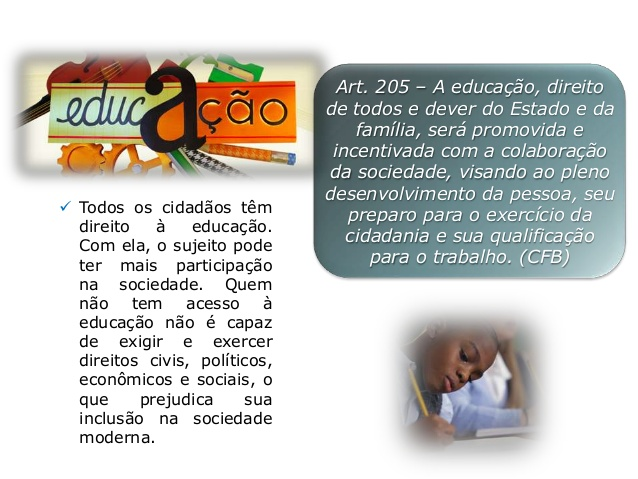 educAção
Art. 205 – A educação, direito
de todos e dever do Estado e da
família, será promovida e
incentivada com a colaboração
da sociedade, visando ao pleno
desenvolvimento da pessoa, seu
preparo para o exercício da
cidadania e sua qualificação
para o trabalho. (CFB)
Todos os cidadãos têm
direito à educação.
Com ela, o sujeito pode
ter mais participação
na sociedade. Quem
não tem acesso à
educação não é capaz
de exigir e exercer
direitos civis, políticos,
econômicos e sociais, o
que prejudica sua
inclusão na sociedade
moderna.